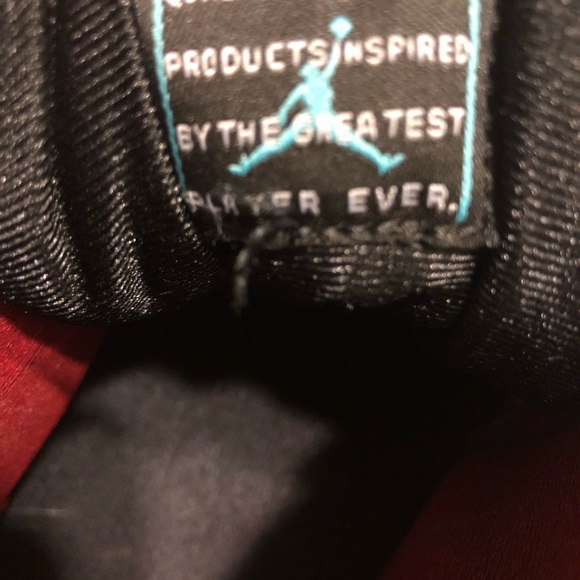 PRODUCTS INSPIRED
BY THE GREATEST
PLAYER EVER.